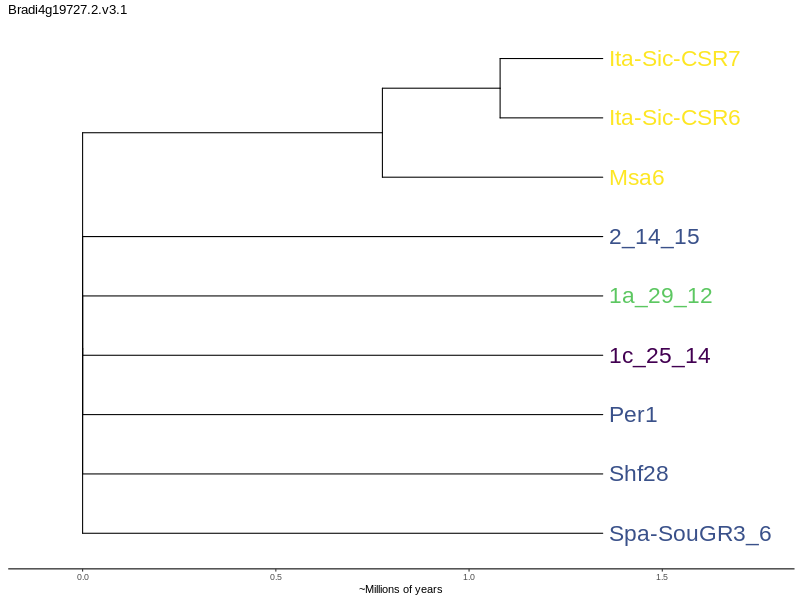 Bradi4g19727.2.v3.1
Ita-Sic-CSR7
Ita-Sic-CSR6
Msa6
2_14_15
1a_29_12
1c_25_14
Per1
Shf28
Spa-SouGR3_6
0.0 0.5 1.0 1.5
~Millions of years